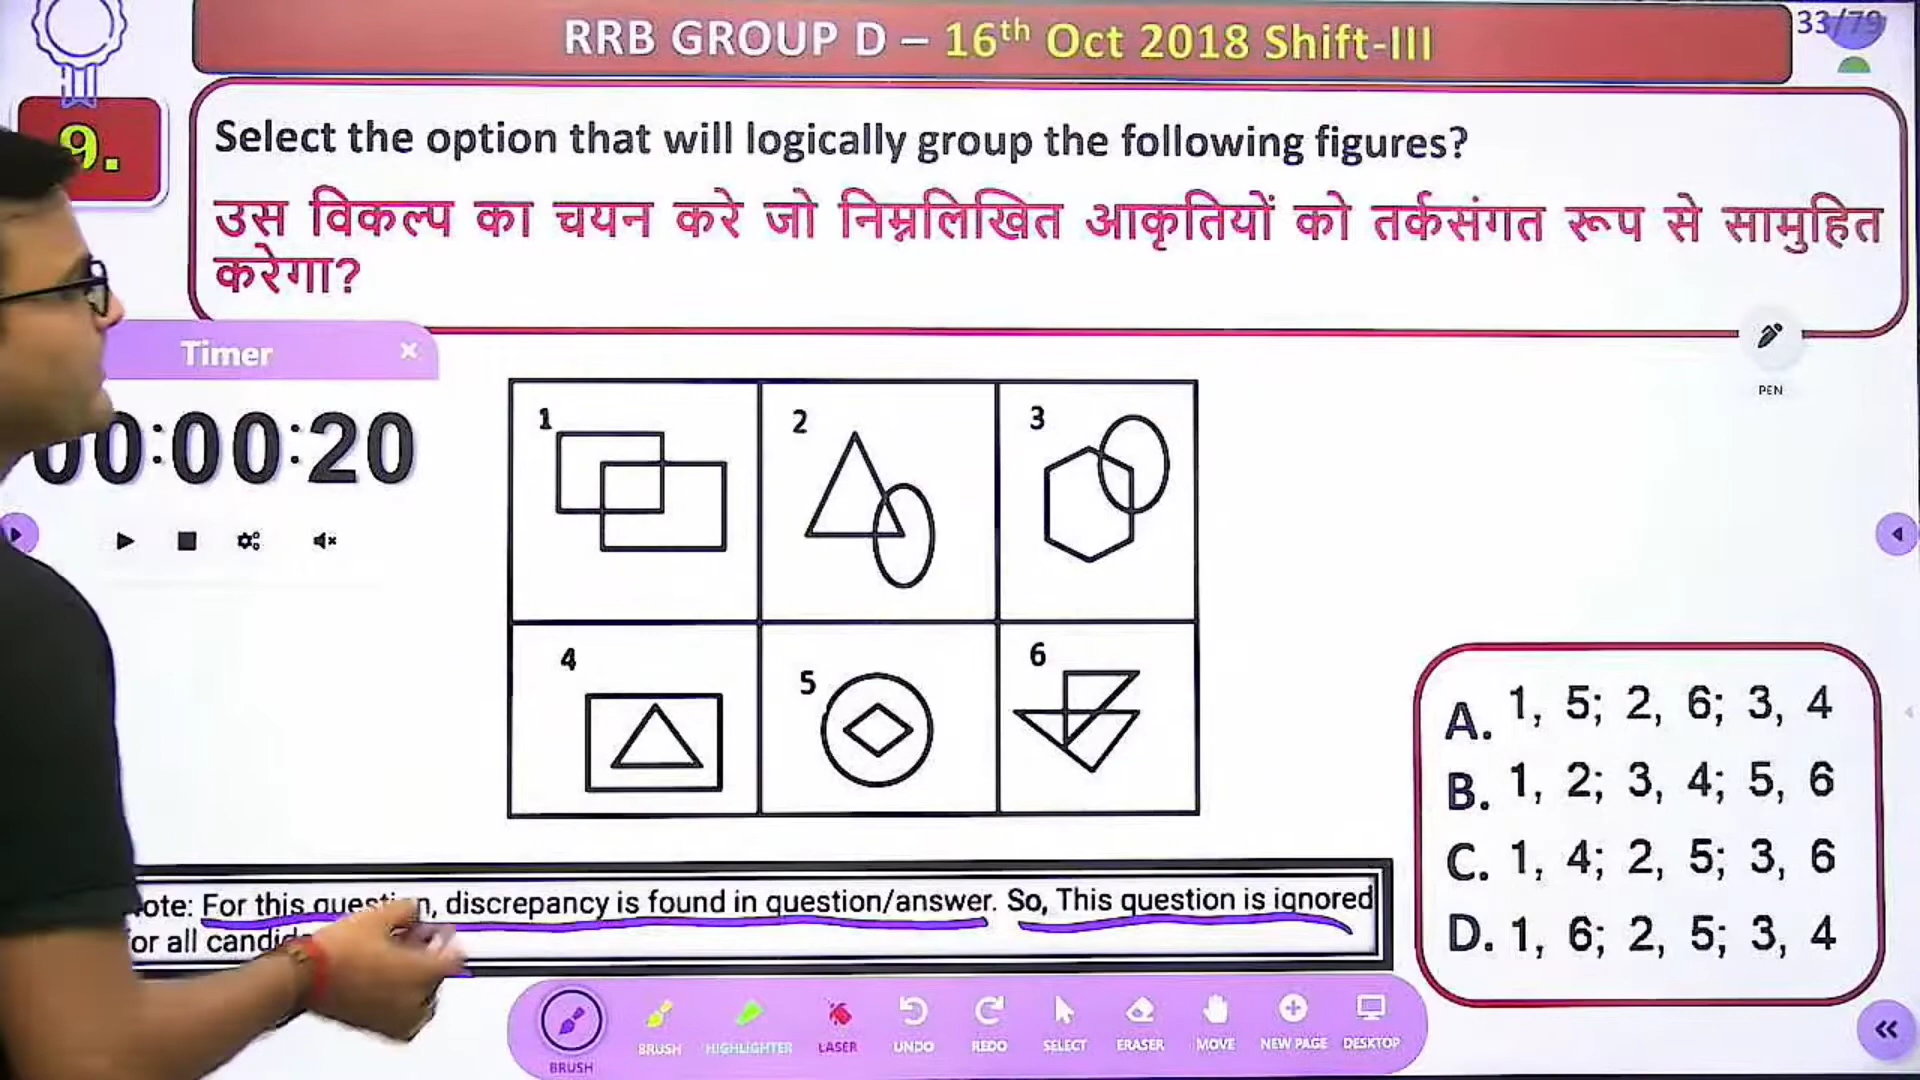 RRB GROUP D – 16th Oct 2018 Shift-III
33/79
9.
Select the option that will logically group the following figures?
उस विकल्प का चयन करे जो निम्नलिखित आकृतियों को तर्कसंगत रूप से सामुहित
करेगा?
Timer
00:00:20
PEN
1
2
3
4
5
6
A. 1, 5; 2, 6; 3, 4
B. 1, 2; 3, 4; 5, 6
C. 1, 4; 2, 5; 3, 6
D. 1, 6; 2, 5; 3, 4
For this question, discrepancy is found in question/answer. So, This question is ignored
all
BRUSH
BRUSH
HIGHLIGHTER
LASER
UNDO
REDO
SELECT
ERASER
MOVE
NEW PAGE
DESKTOP